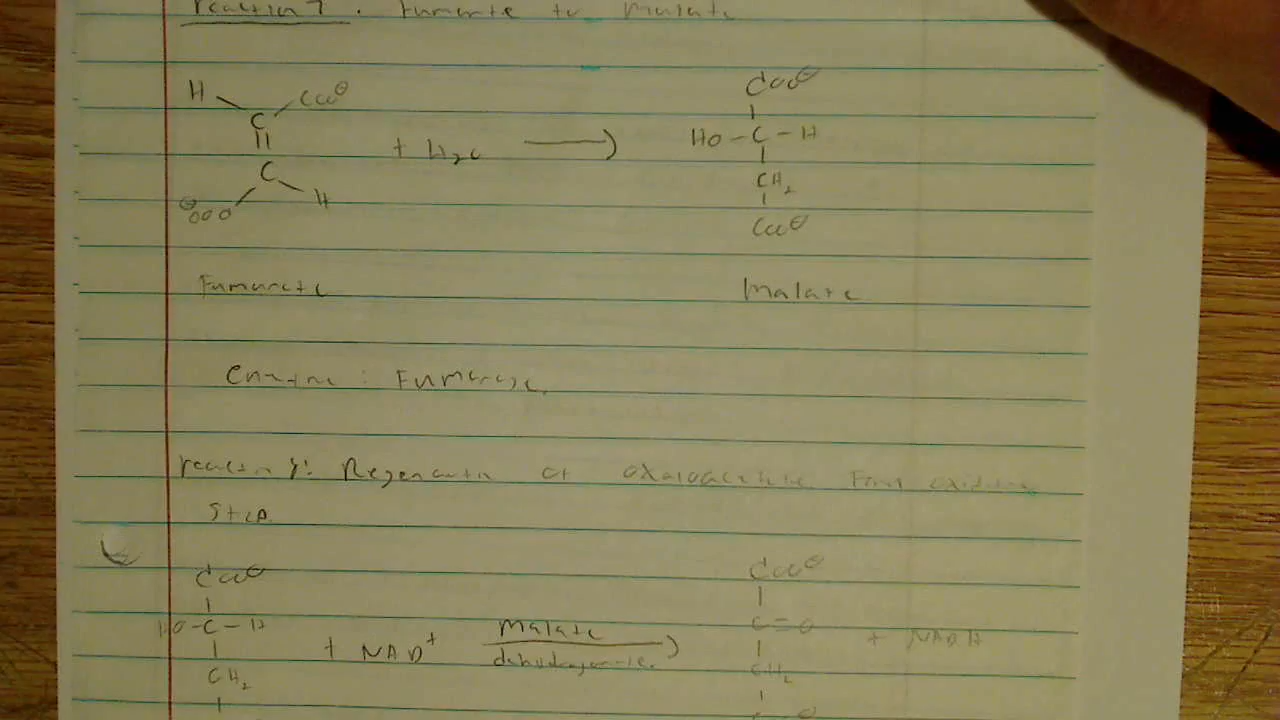 reaction 7. Fumarate to Malate
H COO⊖
C
||
C + H₂O ⟶
⊖OOC H
COO⊖
HO-C-H
CH₂
COO⊖
Fumarate Malate
Enzyme: Fumarase.
reaction 8: Regeneration of oxaloacetate. Final oxidation
step.
COO⊖
HO-C-H + NAD⁺ malate dehydrogenase ⟶
CH₂
COO⊖
C=O + NADH
CH₂